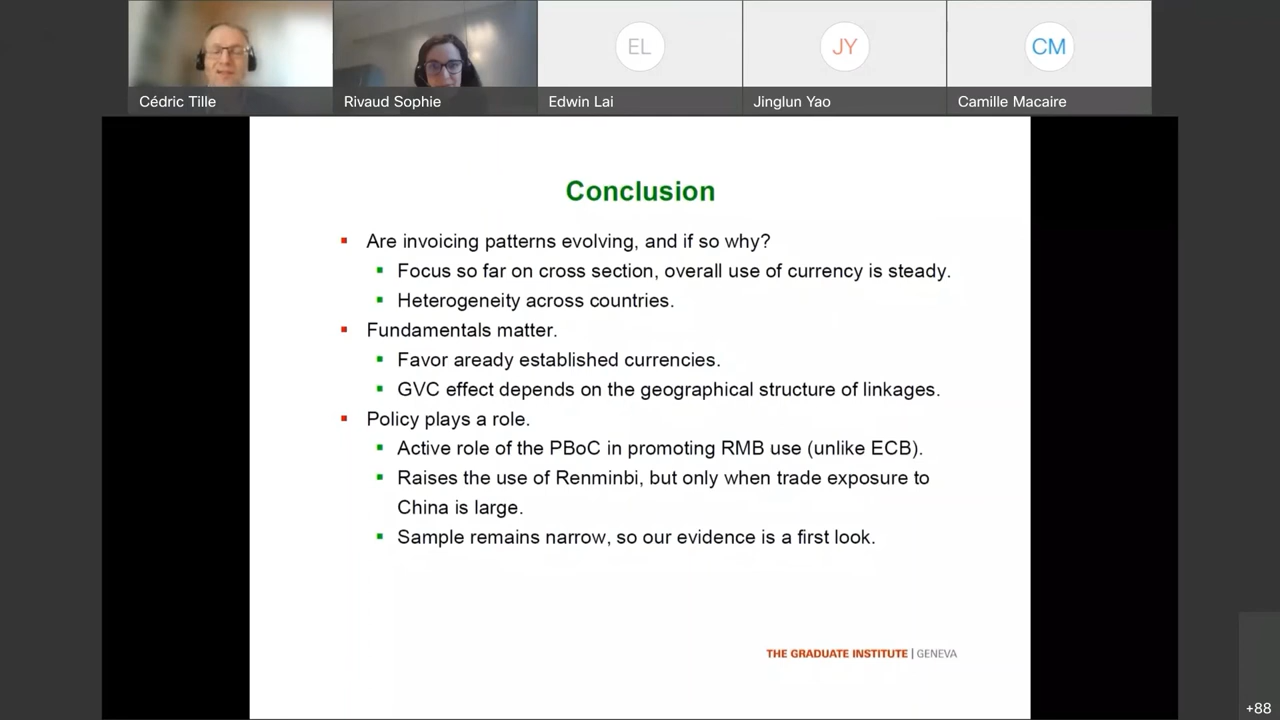 EL
JY
CM
Cédric Tille
Rivaud Sophie
Edwin Lai
Jinglun Yao
Camille Macaire
Conclusion
Are invoicing patterns evolving, and if so why?
Focus so far on cross section, overall use of currency is steady.
Heterogeneity across countries.
Fundamentals matter.
Favor aready established currencies.
GVC effect depends on the geographical structure of linkages.
Policy plays a role.
Active role of the PBoC in promoting RMB use (unlike ECB).
Raises the use of Renminbi, but only when trade exposure to
China is large.
Sample remains narrow, so our evidence is a first look.
THE GRADUATE INSTITUTE | GENEVA
+88